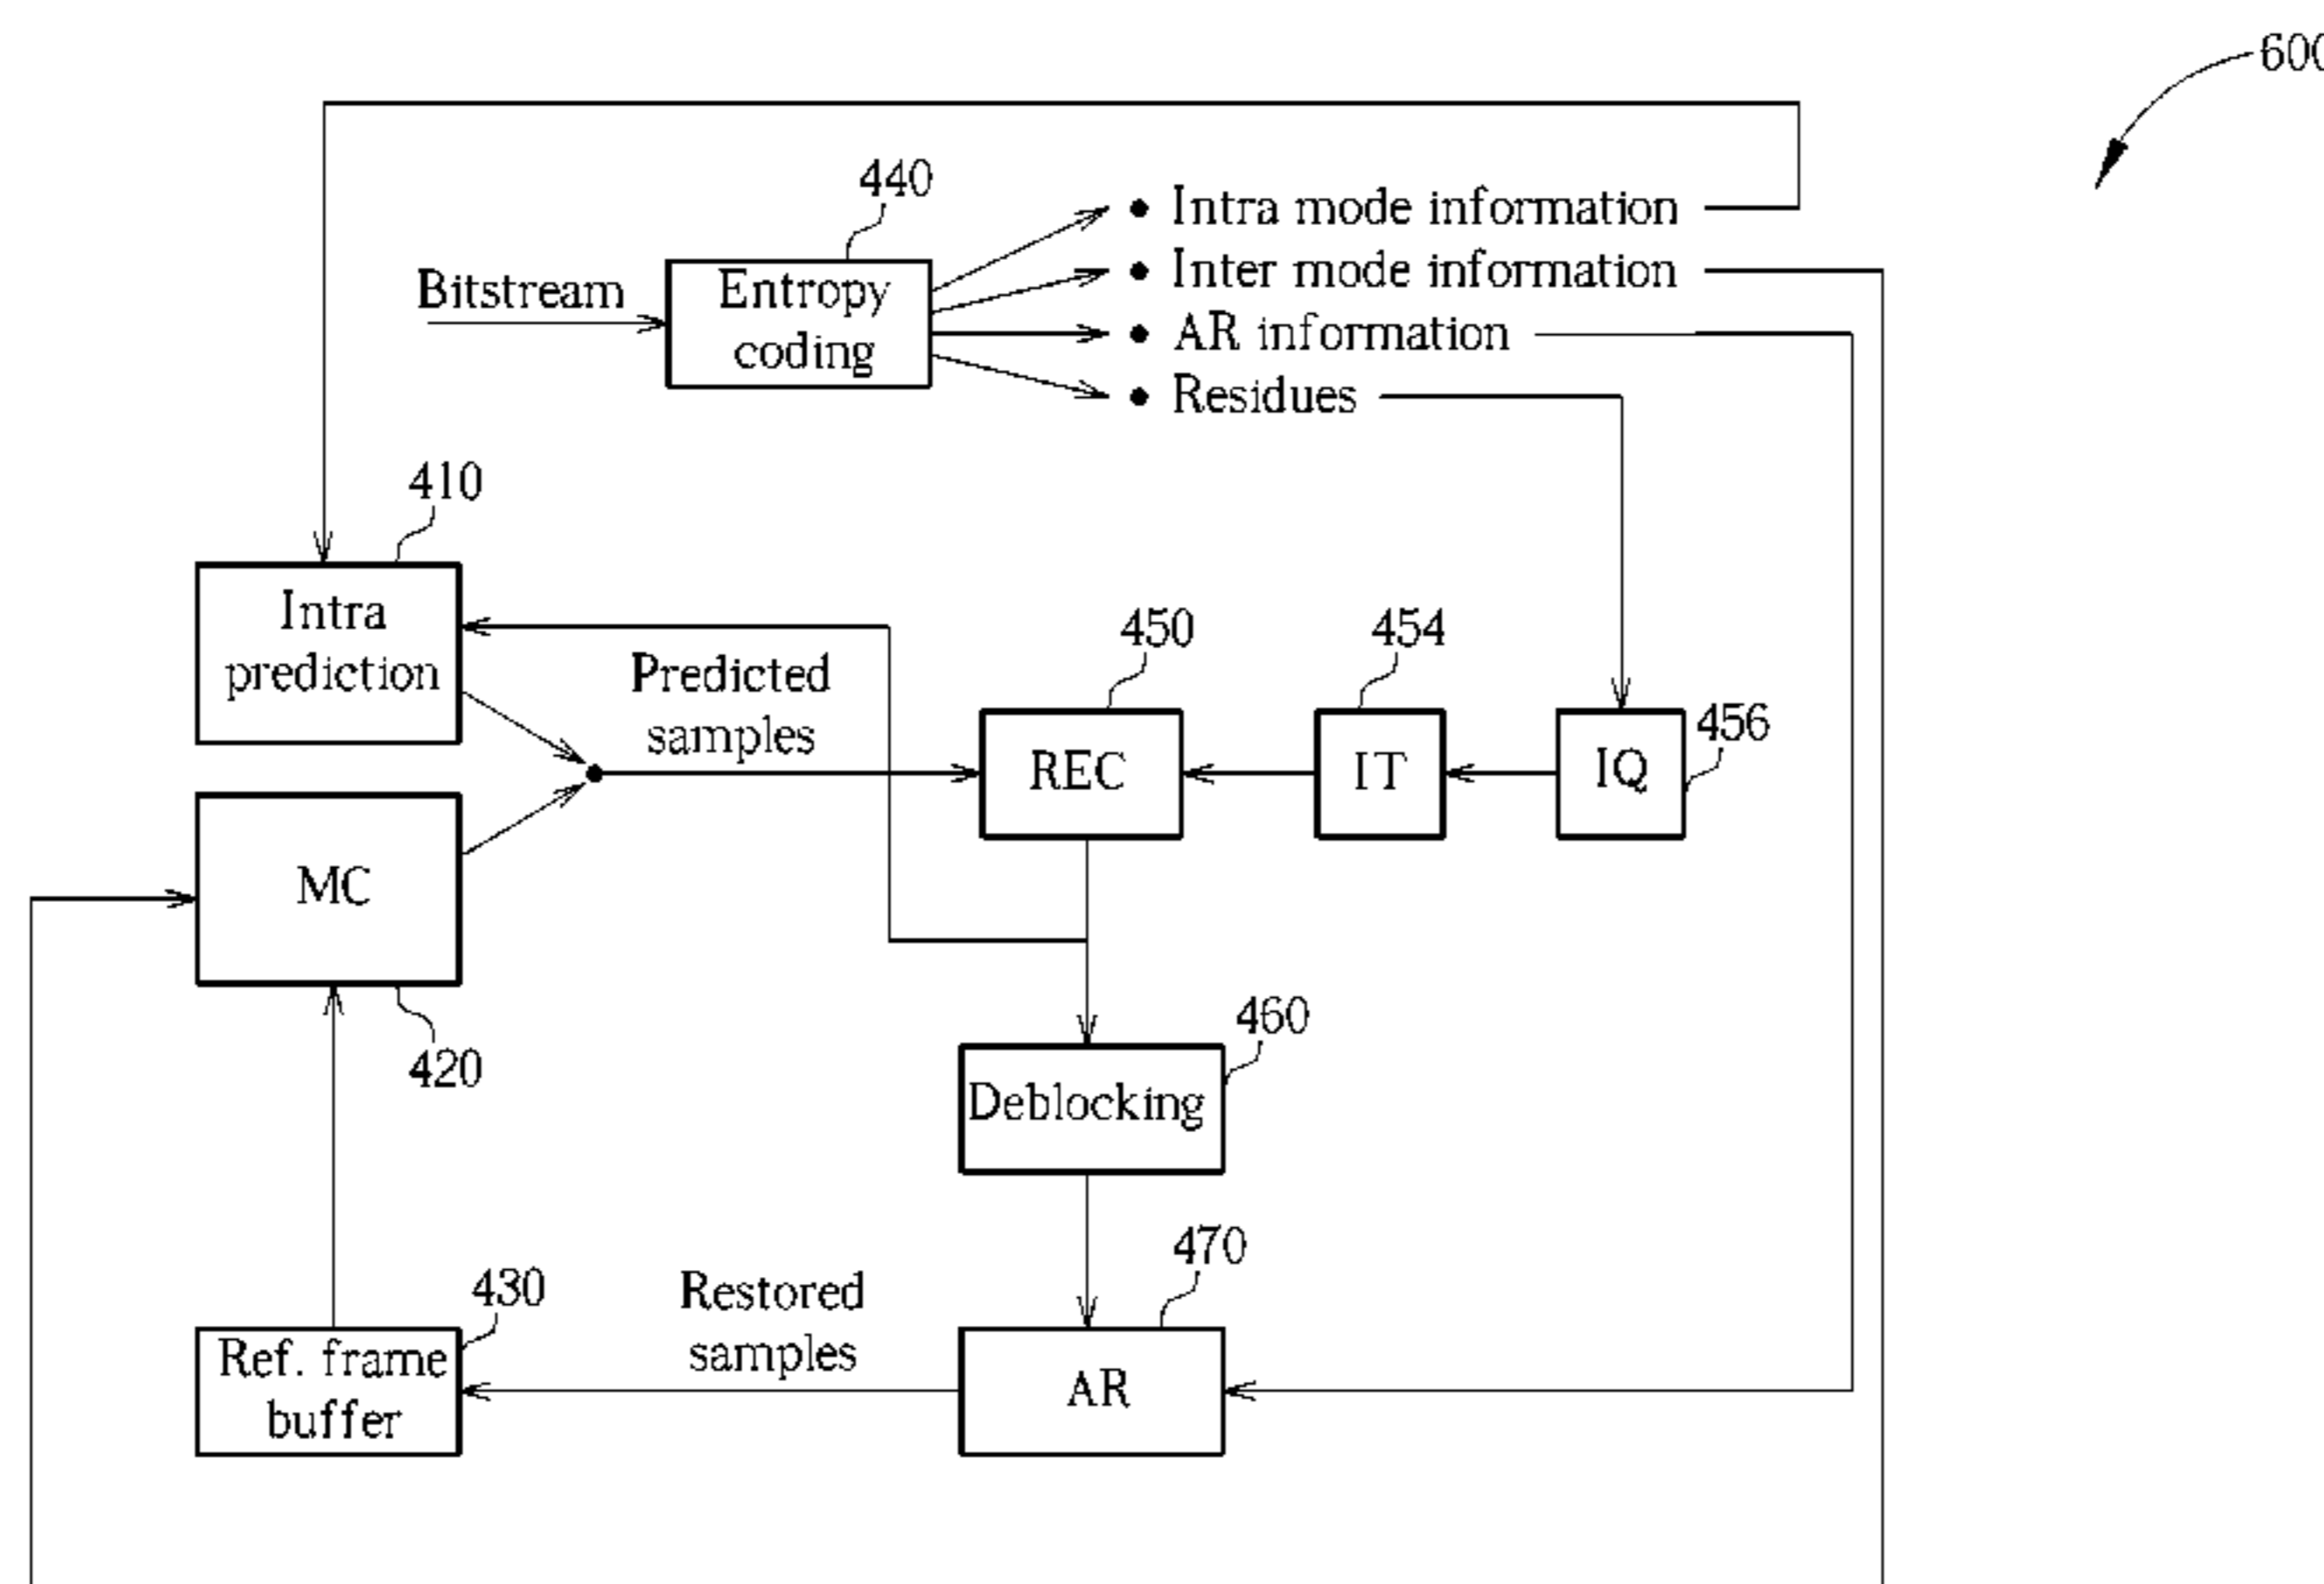 600
440
Intra mode information
Bitstream
Entropy
coding
Inter mode information
AR information
Residues
410
Intra
prediction
Predicted
samples
450
454
456
REC
IT
IQ
MC
420
460
Deblocking
470
430
Restored
samples
Ref. frame
buffer
AR